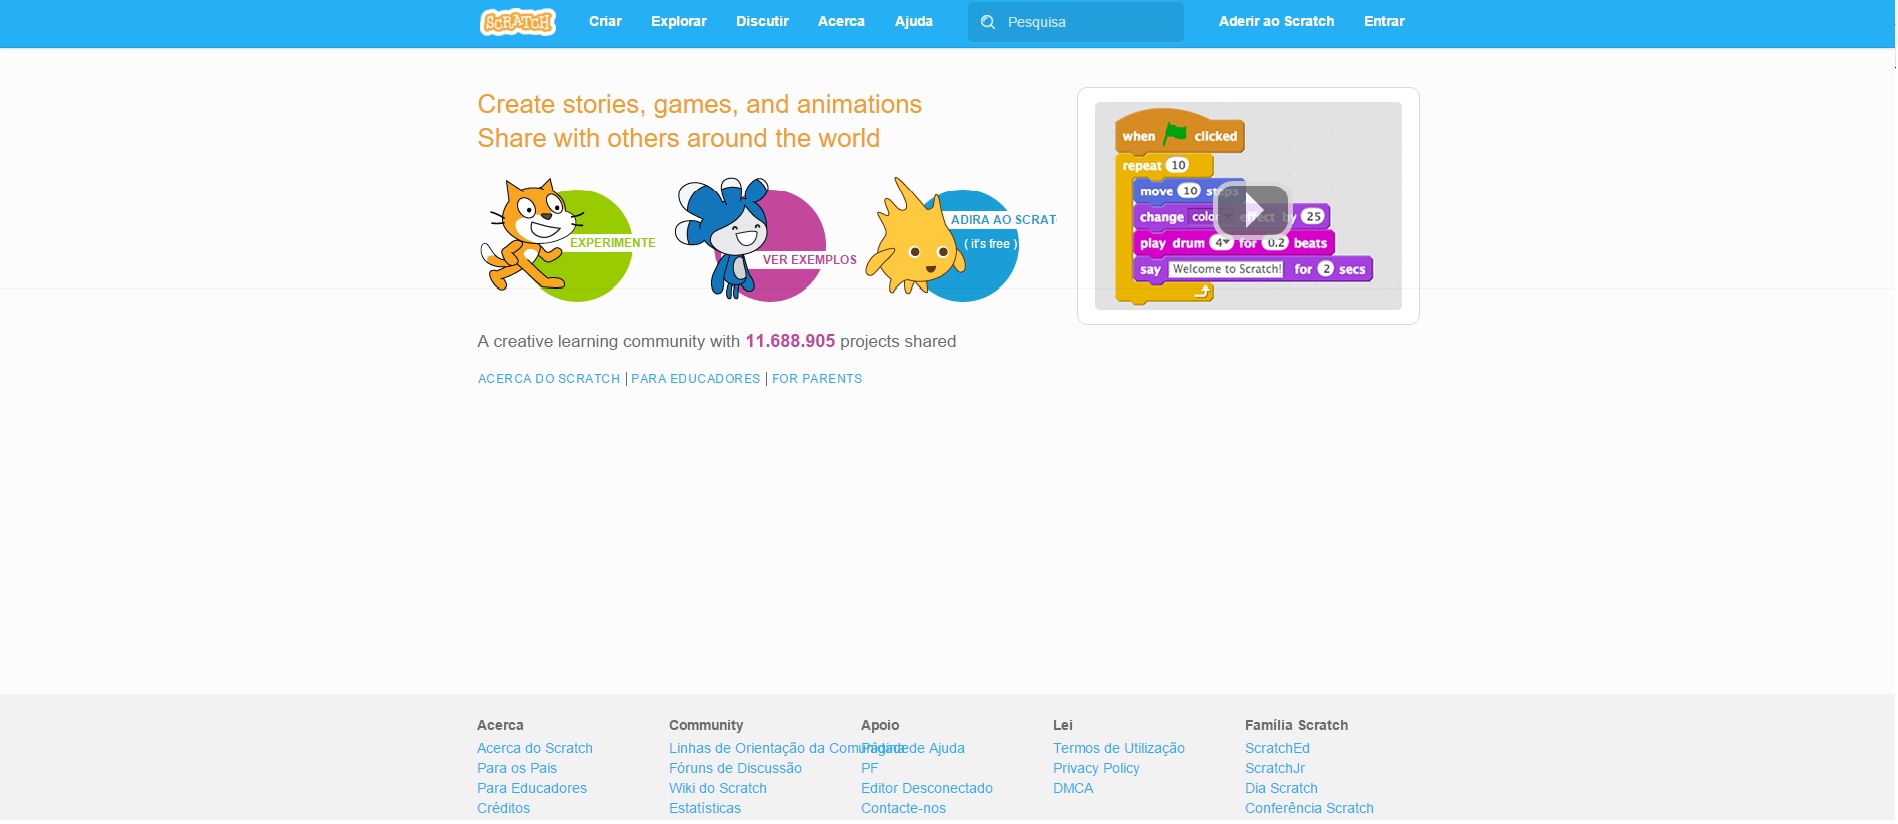 SCRATCH Criar Explorar Discutir Acerca Ajuda Pesquisa Aderir ao Scratch Entrar
Create stories, games, and animations
Share with others around the world
EXPERIMENTE
VER EXEMPLOS
ADIRA AO SCRAT
( it's free )
when clicked
repeat 10
move 10 steps
change color effect by 25
play drum 4 for 0.2 beats
say Welcome to Scratch! for 2 secs
A creative learning community with 11.688.905 projects shared
ACERCA DO SCRATCH | PARA EDUCADORES | FOR PARENTS
Acerca
Acerca do Scratch
Para os Pais
Para Educadores
Créditos
Community
Linhas de Orientação da Comunidade
Fóruns de Discussão
Wiki do Scratch
Estatísticas
Apoio
Página de Ajuda
PF
Editor Desconectado
Contacte-nos
Lei
Termos de Utilização
Privacy Policy
DMCA
Família Scratch
ScratchEd
ScratchJr
Dia Scratch
Conferência Scratch